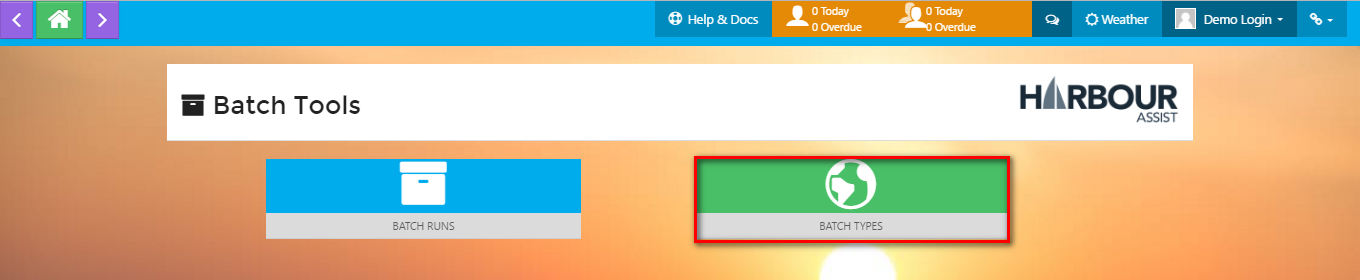 Help & Docs
0 Today
0 Overdue
0 Today
0 Overdue
Weather
Demo Login
Batch Tools
HARBOUR
ASSIST
BATCH RUNS
BATCH TYPES